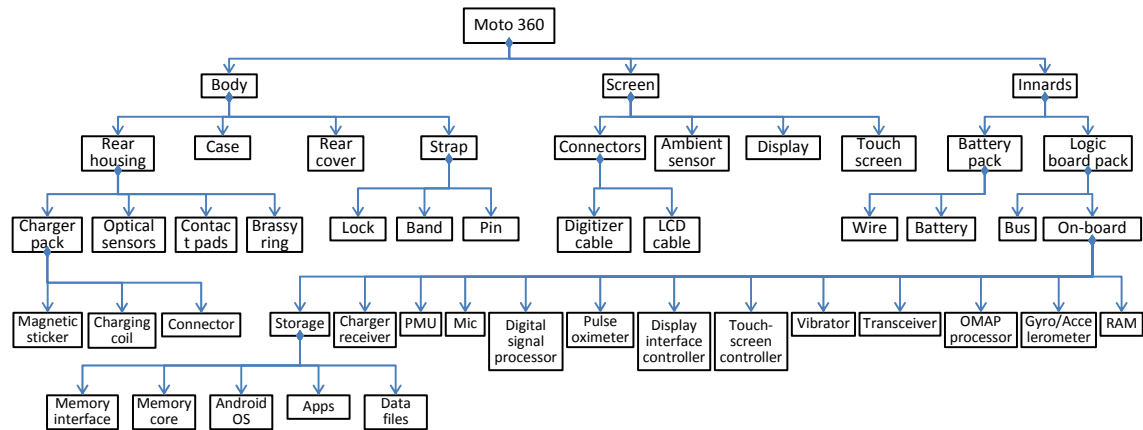 Moto 360
Body
Screen
Innards
Rear
housing
Case
Rear
cover
Strap
Connectors
Ambient
sensor
Display
Touch
screen
Battery
pack
Logic
board pack
Charger
pack
Optical
sensors
Contac
t pads
Brassy
ring
Lock
Band
Pin
Digitizer
cable
LCD
cable
Wire
Battery
Bus
On-board
Magnetic
sticker
Charging
coil
Connector
Storage
Charger
receiver
PMU
Mic
Digital
signal
processor
Pulse
oximeter
Display
interface
controller
Touch-
screen
controller
Vibrator
Transceiver
OMAP
processor
Gyro/Acce
lerometer
RAM
Memory
interface
Memory
core
Android
OS
Apps
Data
files